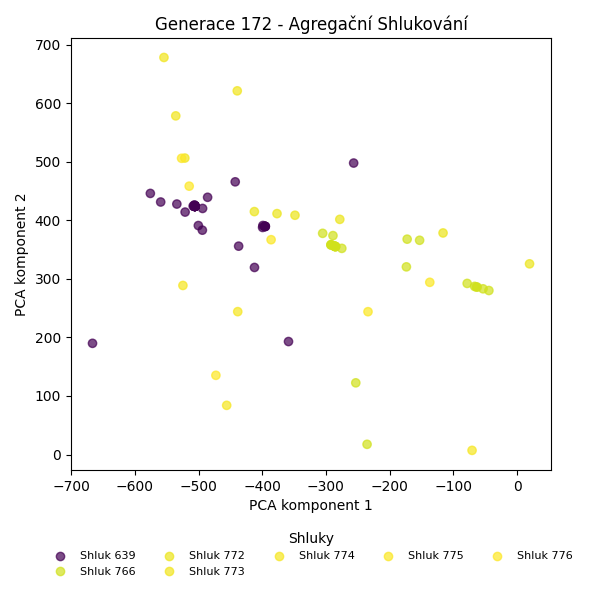 Generace 172 - Agregační Shlukování
PCA komponent 2
700
600
500
400
300
200
100
0
−700 −600 −500 −400 −300 −200 −100 0
PCA komponent 1
Shluky
Shluk 639 Shluk 772 Shluk 774 Shluk 775 Shluk 776
Shluk 766 Shluk 773